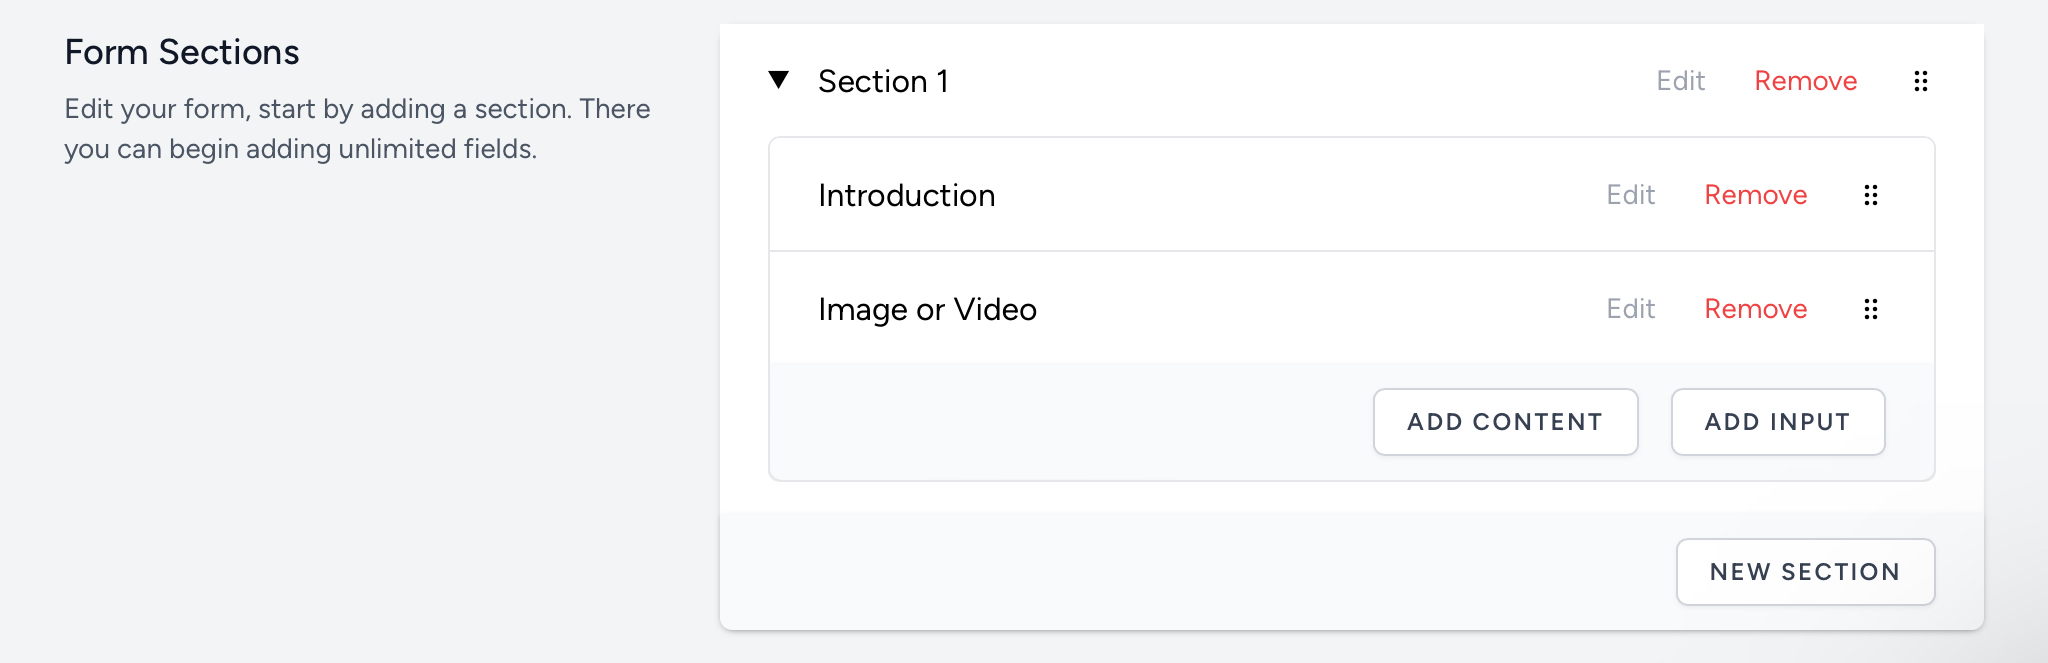 Form Sections
Edit your form, start by adding a section. There
you can begin adding unlimited fields.
Section 1 Edit Remove
Introduction Edit Remove
Image or Video Edit Remove
ADD CONTENT ADD INPUT
NEW SECTION